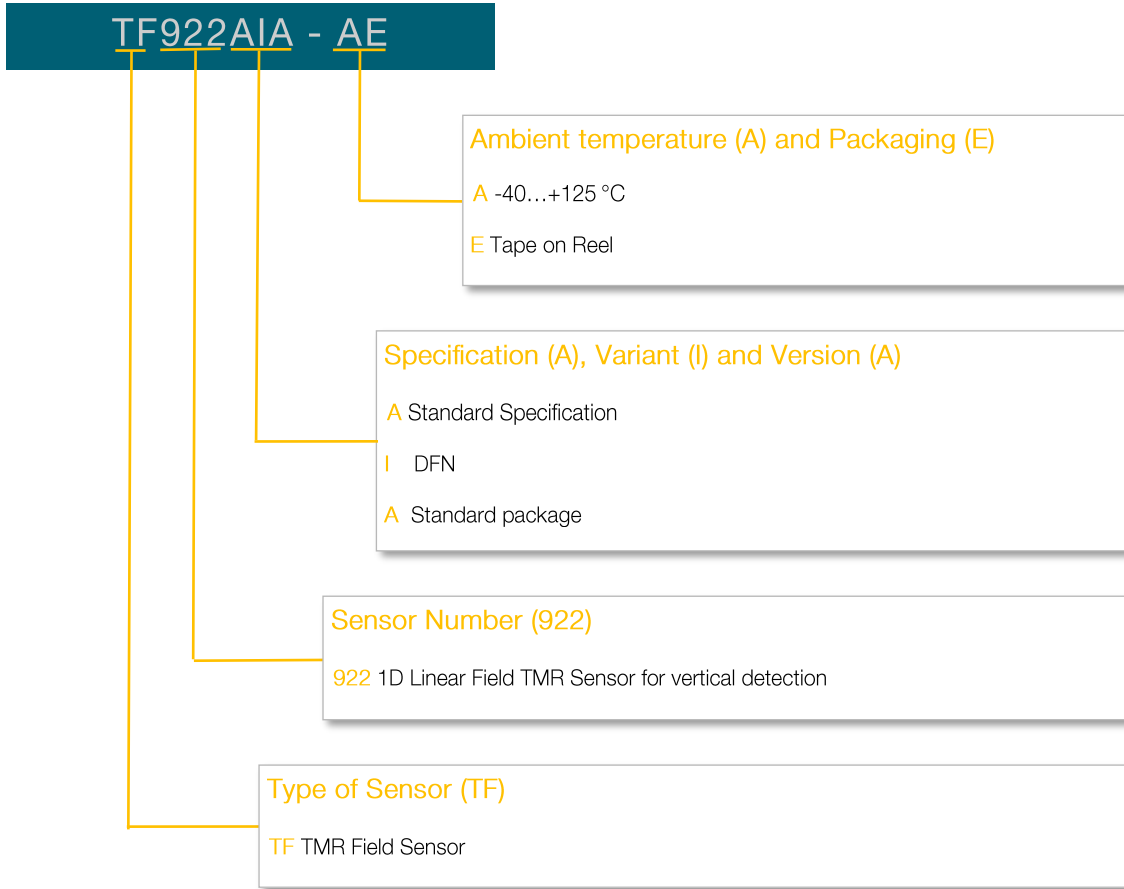 TF922AIA - AE
Ambient temperature (A) and Packaging (E)
A -40...+125 °C
E Tape on Reel
Specification (A), Variant (I) and Version (A)
A Standard Specification
I DFN
A Standard package
Sensor Number (922)
922 1D Linear Field TMR Sensor for vertical detection
Type of Sensor (TF)
TF TMR Field Sensor